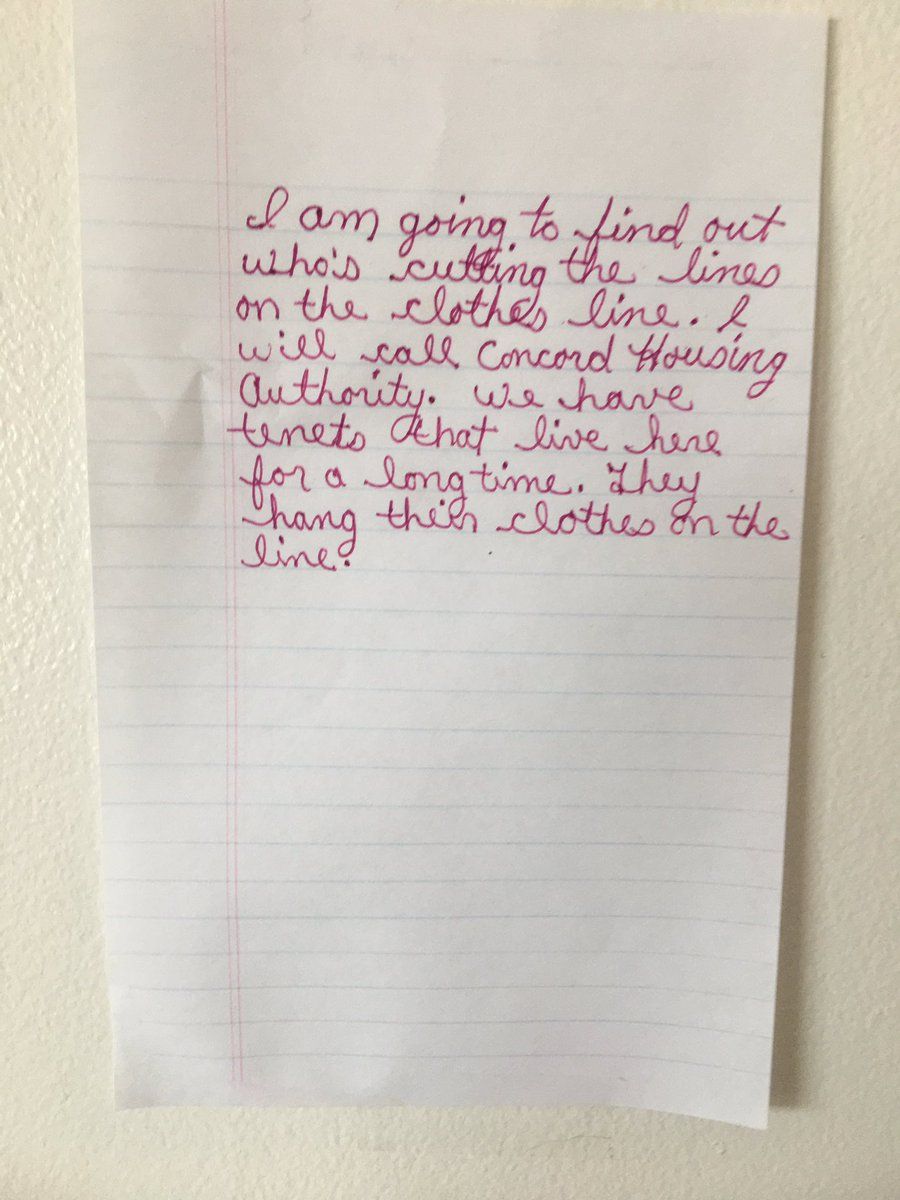 I am going to find out
who's cutting the lines
on the clothes line. I
will call Concord Housing
Authority. We have
tenets that live here
for a long time. They
hang their clothes on the
line.